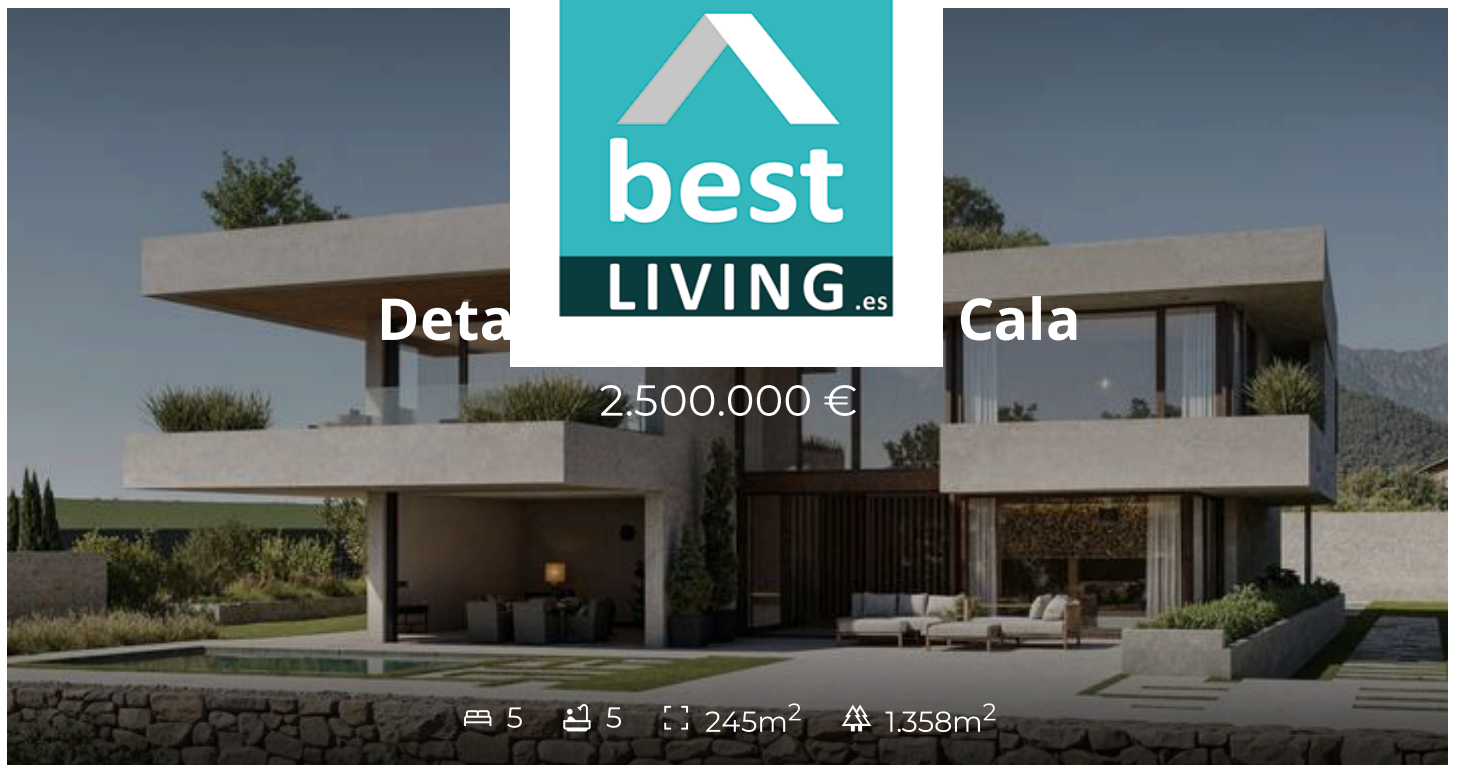 best
LIVING.es
Deta Cala
2.500.000 €
5 5 245m² 1.358m²